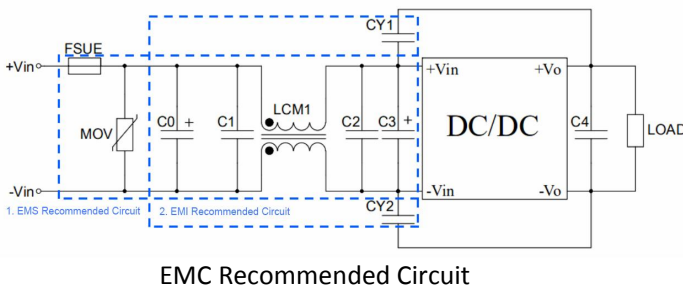 CY1
FSUE
+Vin
+Vin
+Vo
LCM1
MOV
C0
+
C1
C2
C3
+
DC/DC
C4
LOAD
-Vin
-Vin
-Vo
1. EMS Recommended Circuit
2. EMI Recommended Circuit
CY2
EMC Recommended Circuit